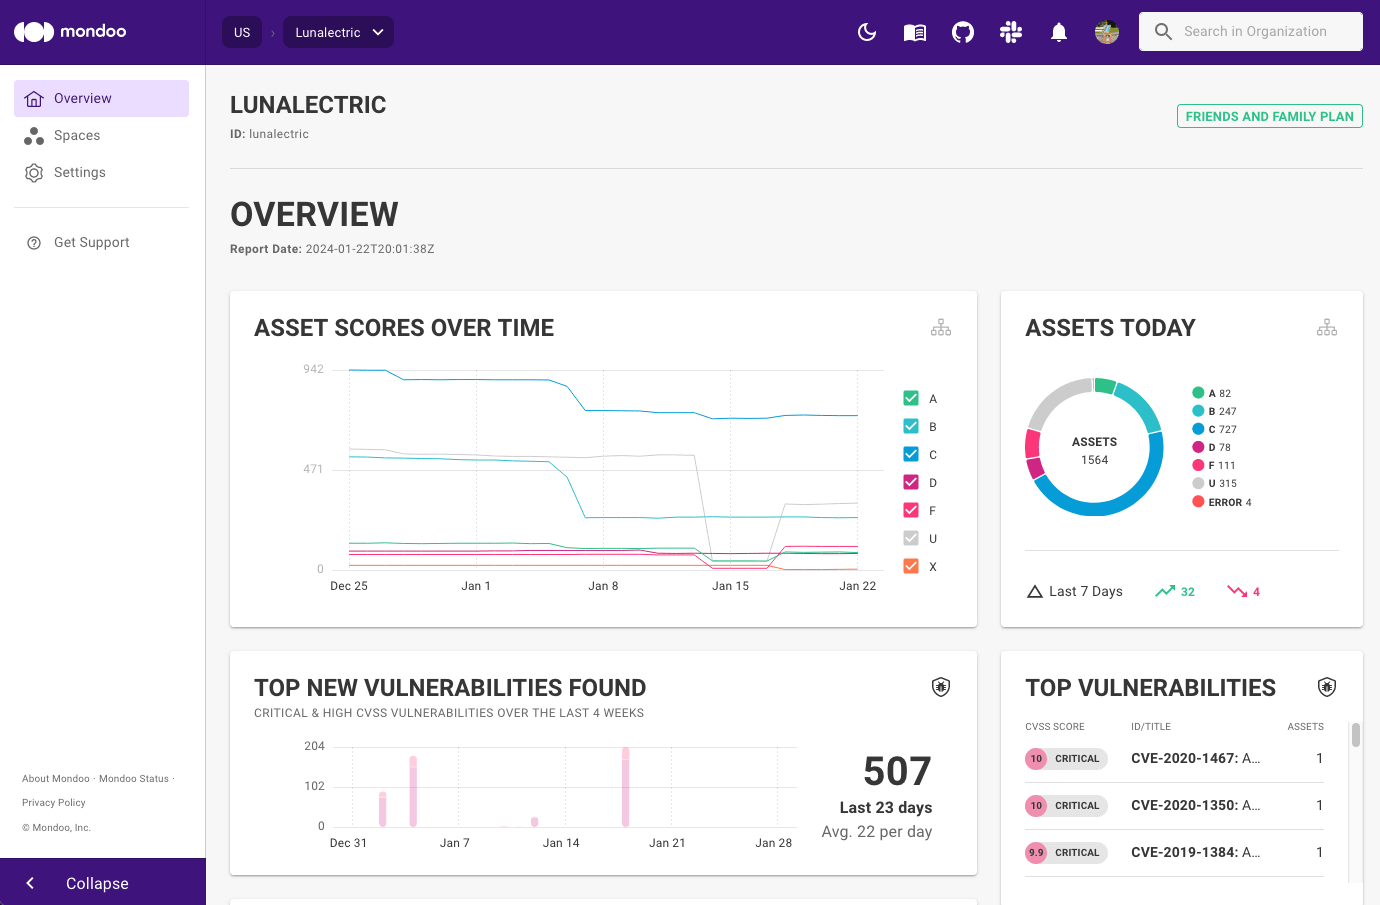 mondoo
US
Lunalectric
Search in Organization
Overview
Spaces
Settings
Get Support
About Mondoo · Mondoo Status ·
Privacy Policy
© Mondoo, Inc.
Collapse
LUNALECTRIC
ID: lunalectric
FRIENDS AND FAMILY PLAN
OVERVIEW
Report Date: 2024-01-22T20:01:38Z
ASSET SCORES OVER TIME
942
471
0
Dec 25
Jan 1
Jan 8
Jan 15
Jan 22
A
B
C
D
F
U
X
ASSETS TODAY
ASSETS
1564
A 82
B 247
C 727
D 78
F 111
U 315
ERROR 4
Last 7 Days
32
4
TOP NEW VULNERABILITIES FOUND
CRITICAL & HIGH CVSS VULNERABILITIES OVER THE LAST 4 WEEKS
204
102
0
Dec 31
Jan 7
Jan 14
Jan 21
Jan 28
507
Last 23 days
Avg. 22 per day
TOP VULNERABILITIES
CVSS SCORE ID/TITLE ASSETS
10 CRITICAL CVE-2020-1467: A... 1
10 CRITICAL CVE-2020-1350: A... 1
9.9 CRITICAL CVE-2019-1384: A... 1